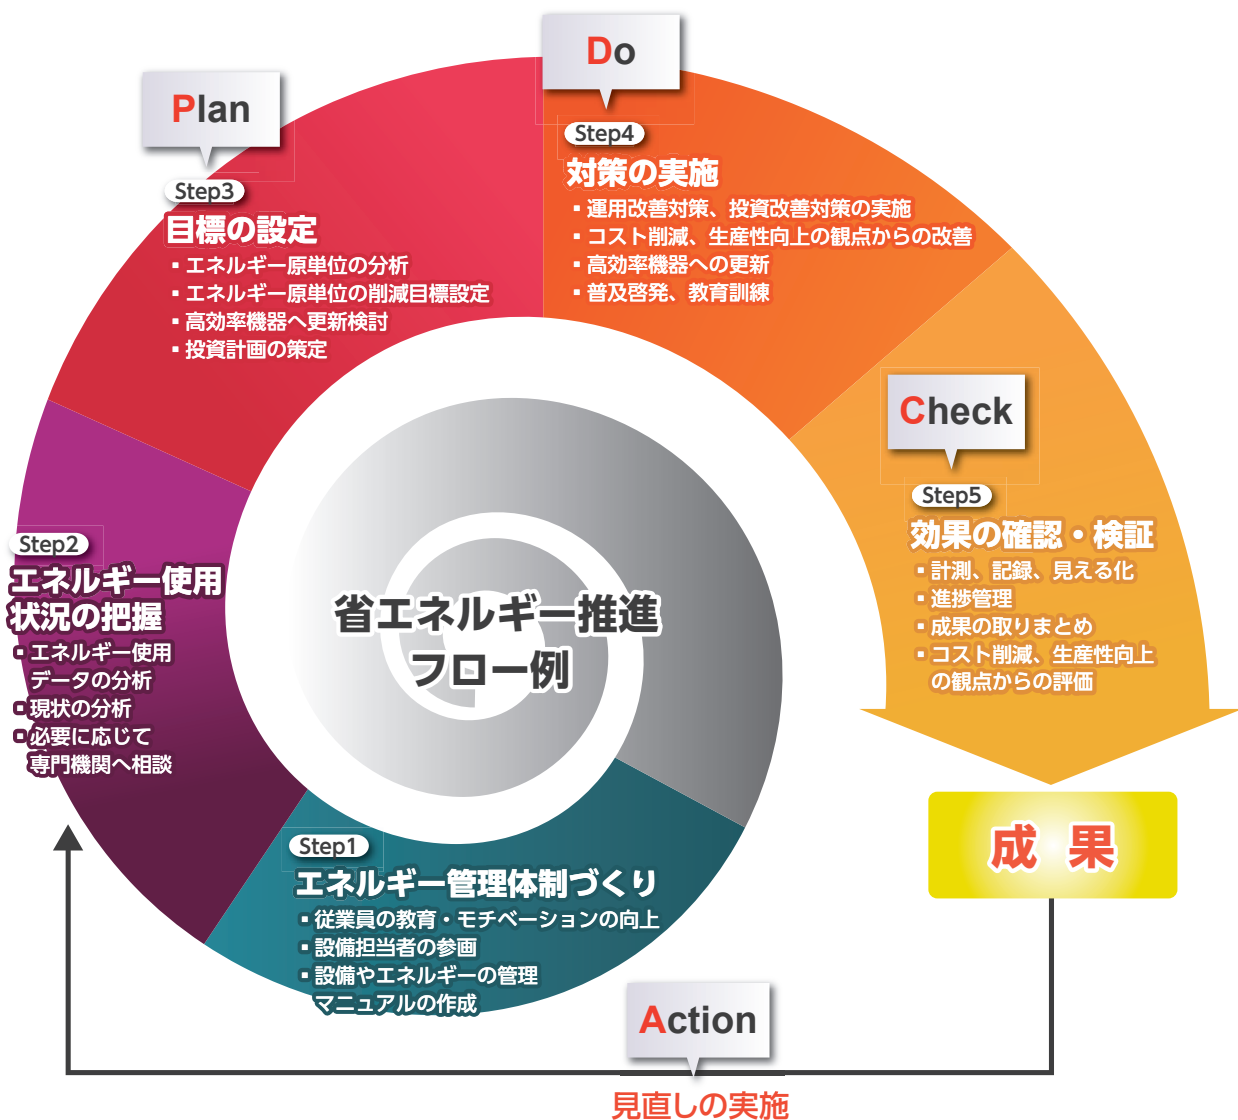 省エネルギー推進
フロー例
Step1
エネルギー管理体制づくり
▪従業員の教育・モチベーションの向上
▪設備担当者の参画
▪設備やエネルギーの管理
マニュアルの作成
Step2
エネルギー使用
状況の把握
▪エネルギー使用
データの分析
▪現状の分析
▪必要に応じて
専門機関へ相談
Plan
Step3
目標の設定
▪エネルギー原単位の分析
▪エネルギー原単位の削減目標設定
▪高効率機器へ更新検討
▪投資計画の策定
Do
Step4
対策の実施
▪運用改善対策、投資改善対策の実施
▪コスト削減、生産性向上の観点からの改善
▪高効率機器への更新
▪普及啓発、教育訓練
Check
Step5
効果の確認・検証
▪計測、記録、見える化
▪進捗管理
▪成果の取りまとめ
▪コスト削減、生産性向上
の観点からの評価
成果
Action
見直しの実施